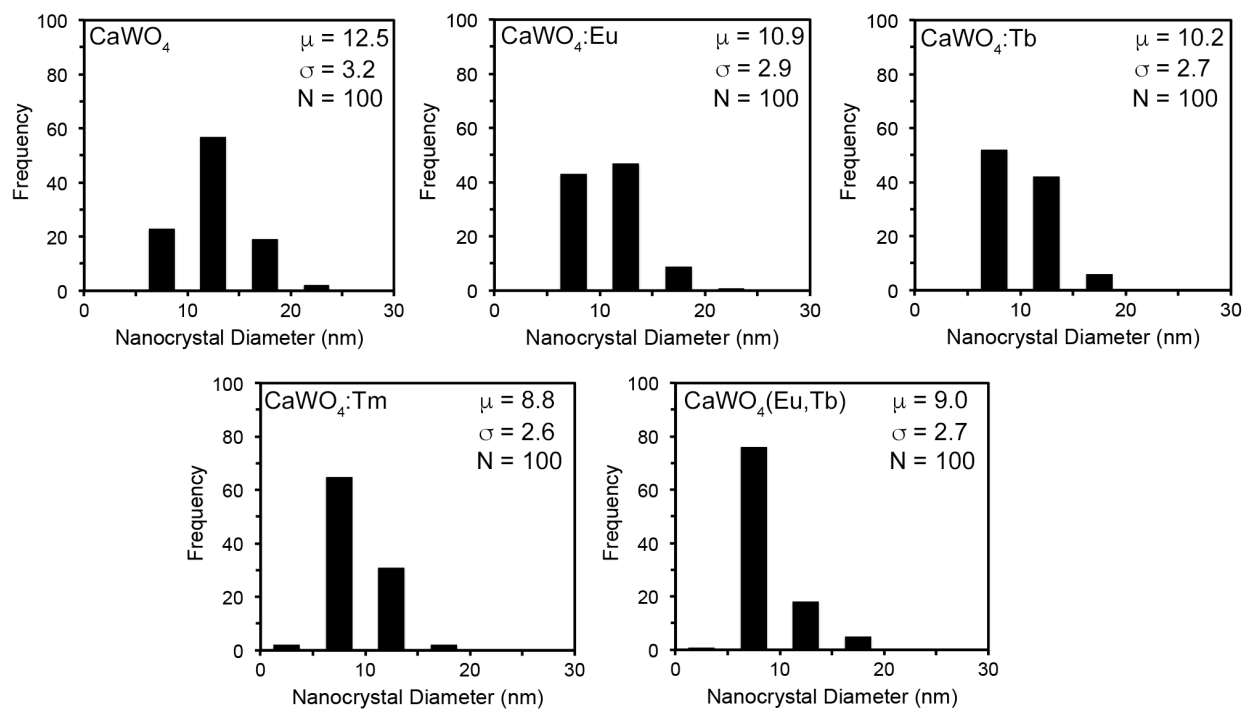 CaWO₄
μ = 12.5
σ = 3.2
N = 100
Frequency
100
80
60
40
20
0
0 10 20 30
Nanocrystal Diameter (nm)
CaWO₄:Eu
μ = 10.9
σ = 2.9
N = 100
Frequency
100
80
60
40
20
0
0 10 20 30
Nanocrystal Diameter (nm)
CaWO₄:Tb
μ = 10.2
σ = 2.7
N = 100
Frequency
100
80
60
40
20
0
0 10 20 30
Nanocrystal Diameter (nm)
CaWO₄:Tm
μ = 8.8
σ = 2.6
N = 100
Frequency
100
80
60
40
20
0
0 10 20 30
Nanocrystal Diameter (nm)
CaWO₄(Eu,Tb)
μ = 9.0
σ = 2.7
N = 100
Frequency
100
80
60
40
20
0
0 10 20 30
Nanocrystal Diameter (nm)